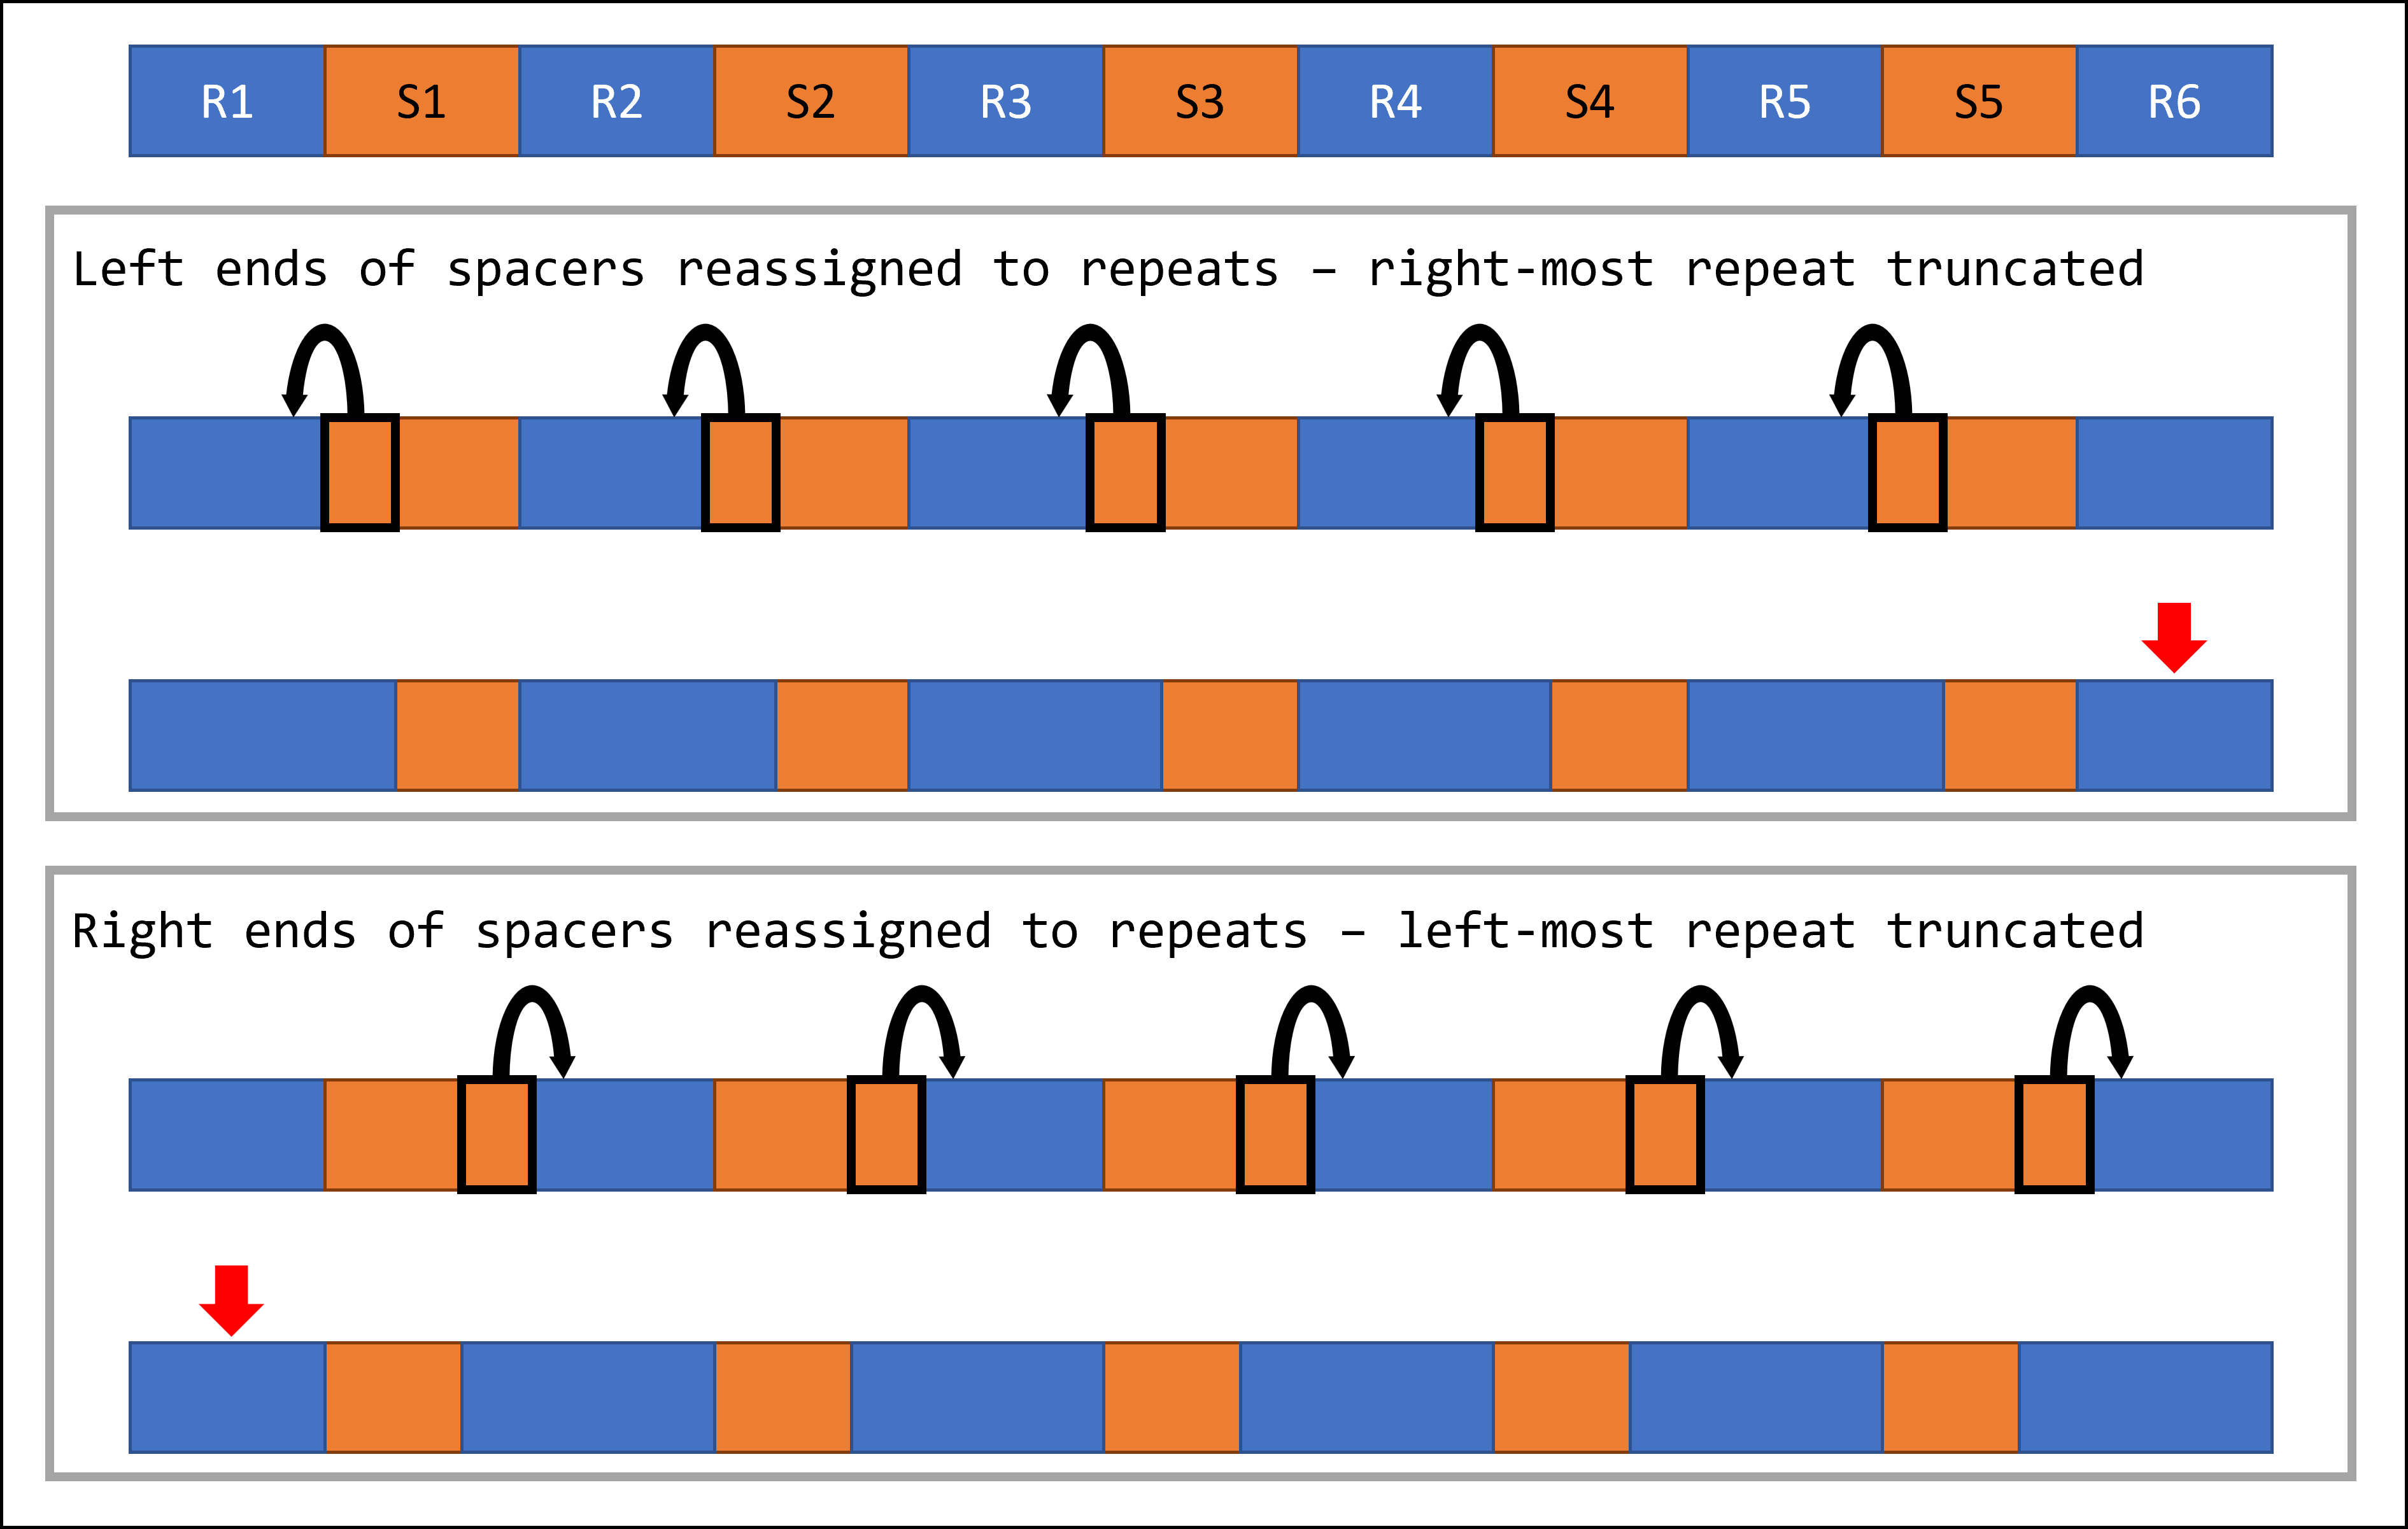 R1 S1 R2 S2 R3 S3 R4 S4 R5 S5 R6
Left ends of spacers reassigned to repeats – right-most repeat truncated
Right ends of spacers reassigned to repeats – left-most repeat truncated